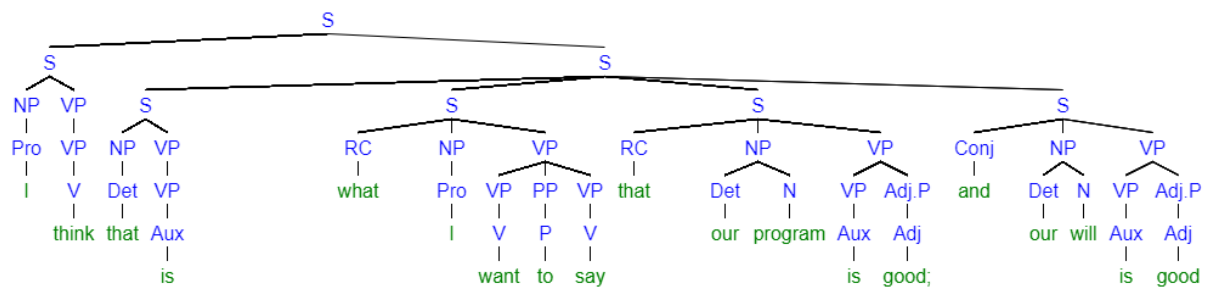 S
S S
NP VP S S S S
Pro VP NP VP RC NP VP RC NP VP Conj NP VP
I V Det VP what Pro VP PP VP that Det N VP Adj.P and Det N VP Adj.P
think that Aux I V P V our program Aux Adj our will Aux Adj
is want to say is good; is good